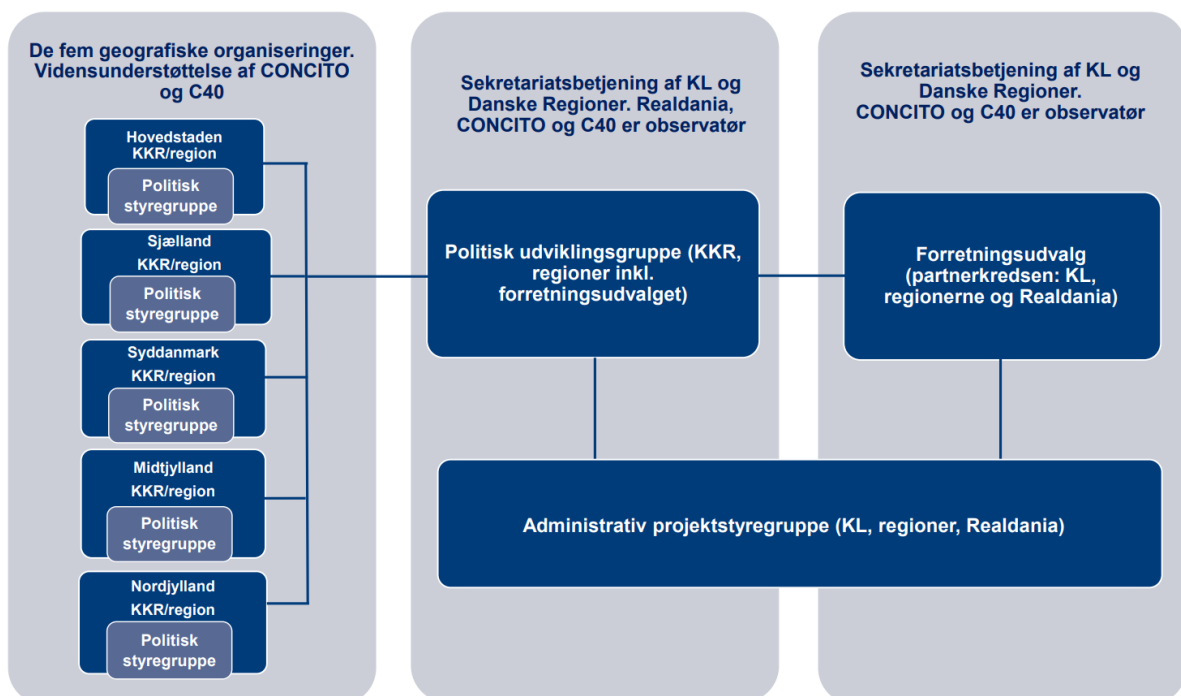 De fem geografiske organiseringer.
Vidensunderstøttelse af CONCITO
og C40
Hovedstaden
KKR/region
Politisk
styregruppe
Sjælland
KKR/region
Politisk
styregruppe
Syddanmark
KKR/region
Politisk
styregruppe
Midtjylland
KKR/region
Politisk
styregruppe
Nordjylland
KKR/region
Politisk
styregruppe
Sekretariatsbetjening af KL og
Danske Regioner. Realdania,
CONCITO og C40 er observatør
Politisk udviklingsgruppe (KKR,
regioner inkl.
forretningsudvalget)
Sekretariatsbetjening af KL og
Danske Regioner.
CONCITO og C40 er observatør
Forretningsudvalg
(partnerkredsen: KL,
regionerne og Realdania)
Administrativ projektstyregruppe (KL, regioner, Realdania)